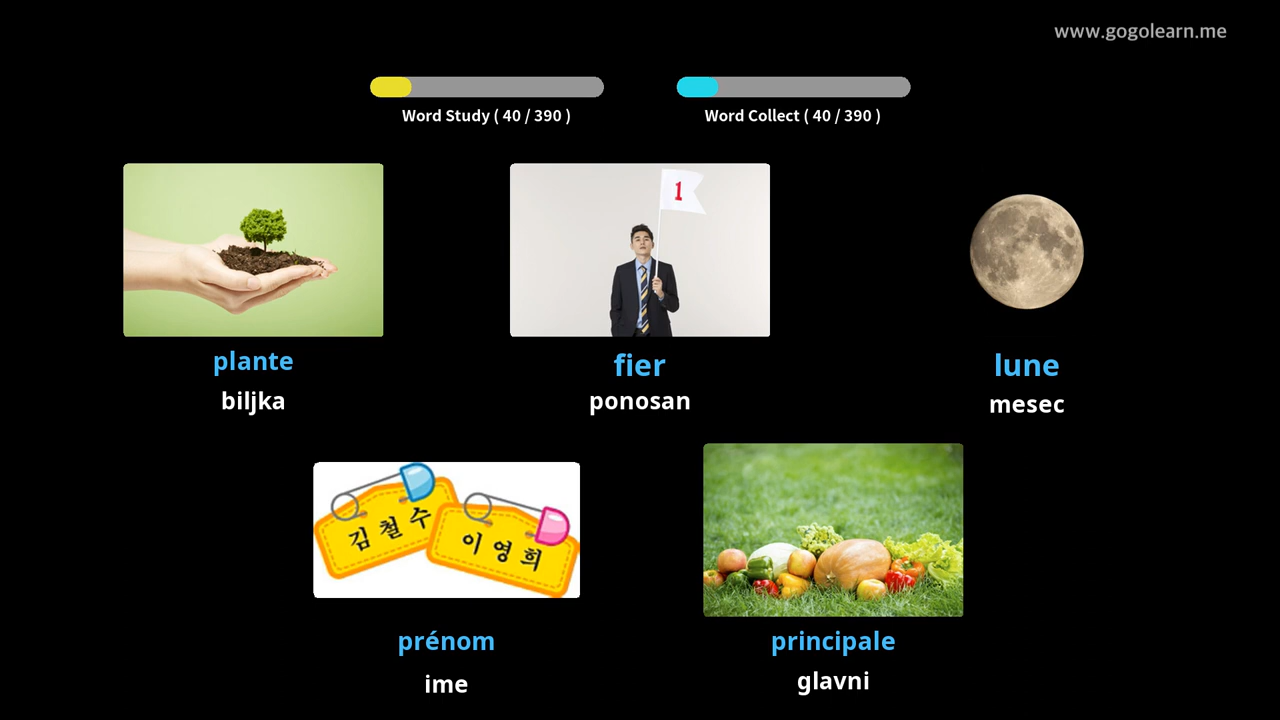 www.gogolearn.me
Word Study ( 40 / 390 )
Word Collect ( 40 / 390 )
1
plante
biljka
fier
ponosan
lune
mesec
김철수
이영희
prénom
ime
principale
glavni